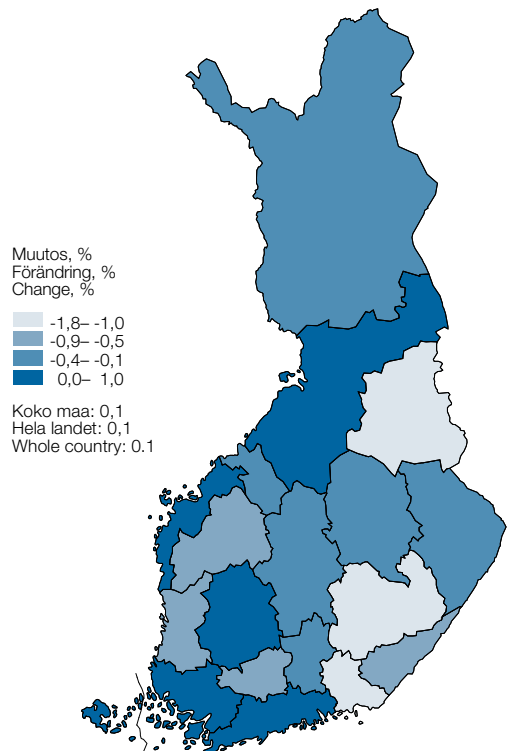 Muutos, %
Förändring, %
Change, %
-1,8– -1,0
-0,9– -0,5
-0,4– -0,1
0,0– 1,0
Koko maa: 0,1
Hela landet: 0,1
Whole country: 0.1